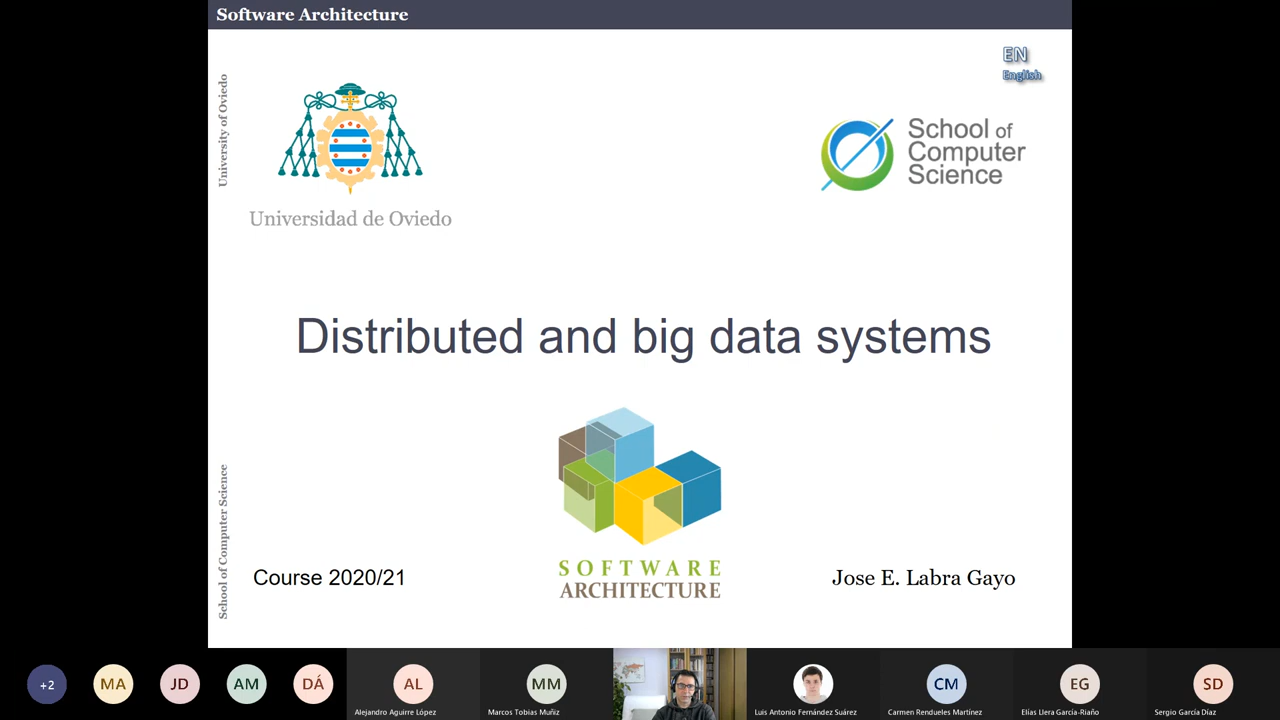 Software Architecture
EN
English
University of Oviedo
School of
Computer
Science
Universidad de Oviedo
Distributed and big data systems
School of Computer Science
SOFTWARE
ARCHITECTURE
Course 2020/21
Jose E. Labra Gayo
+2
MA
JD
AM
DÁ
AL
MM
CM
EG
SD
Alejandro Aguirre López
Marcos Tobias Muñiz
Luis Antonio Fernández Suárez
Carmen Rendueles Martínez
Elías Llera García-Riaño
Sergio García Díaz